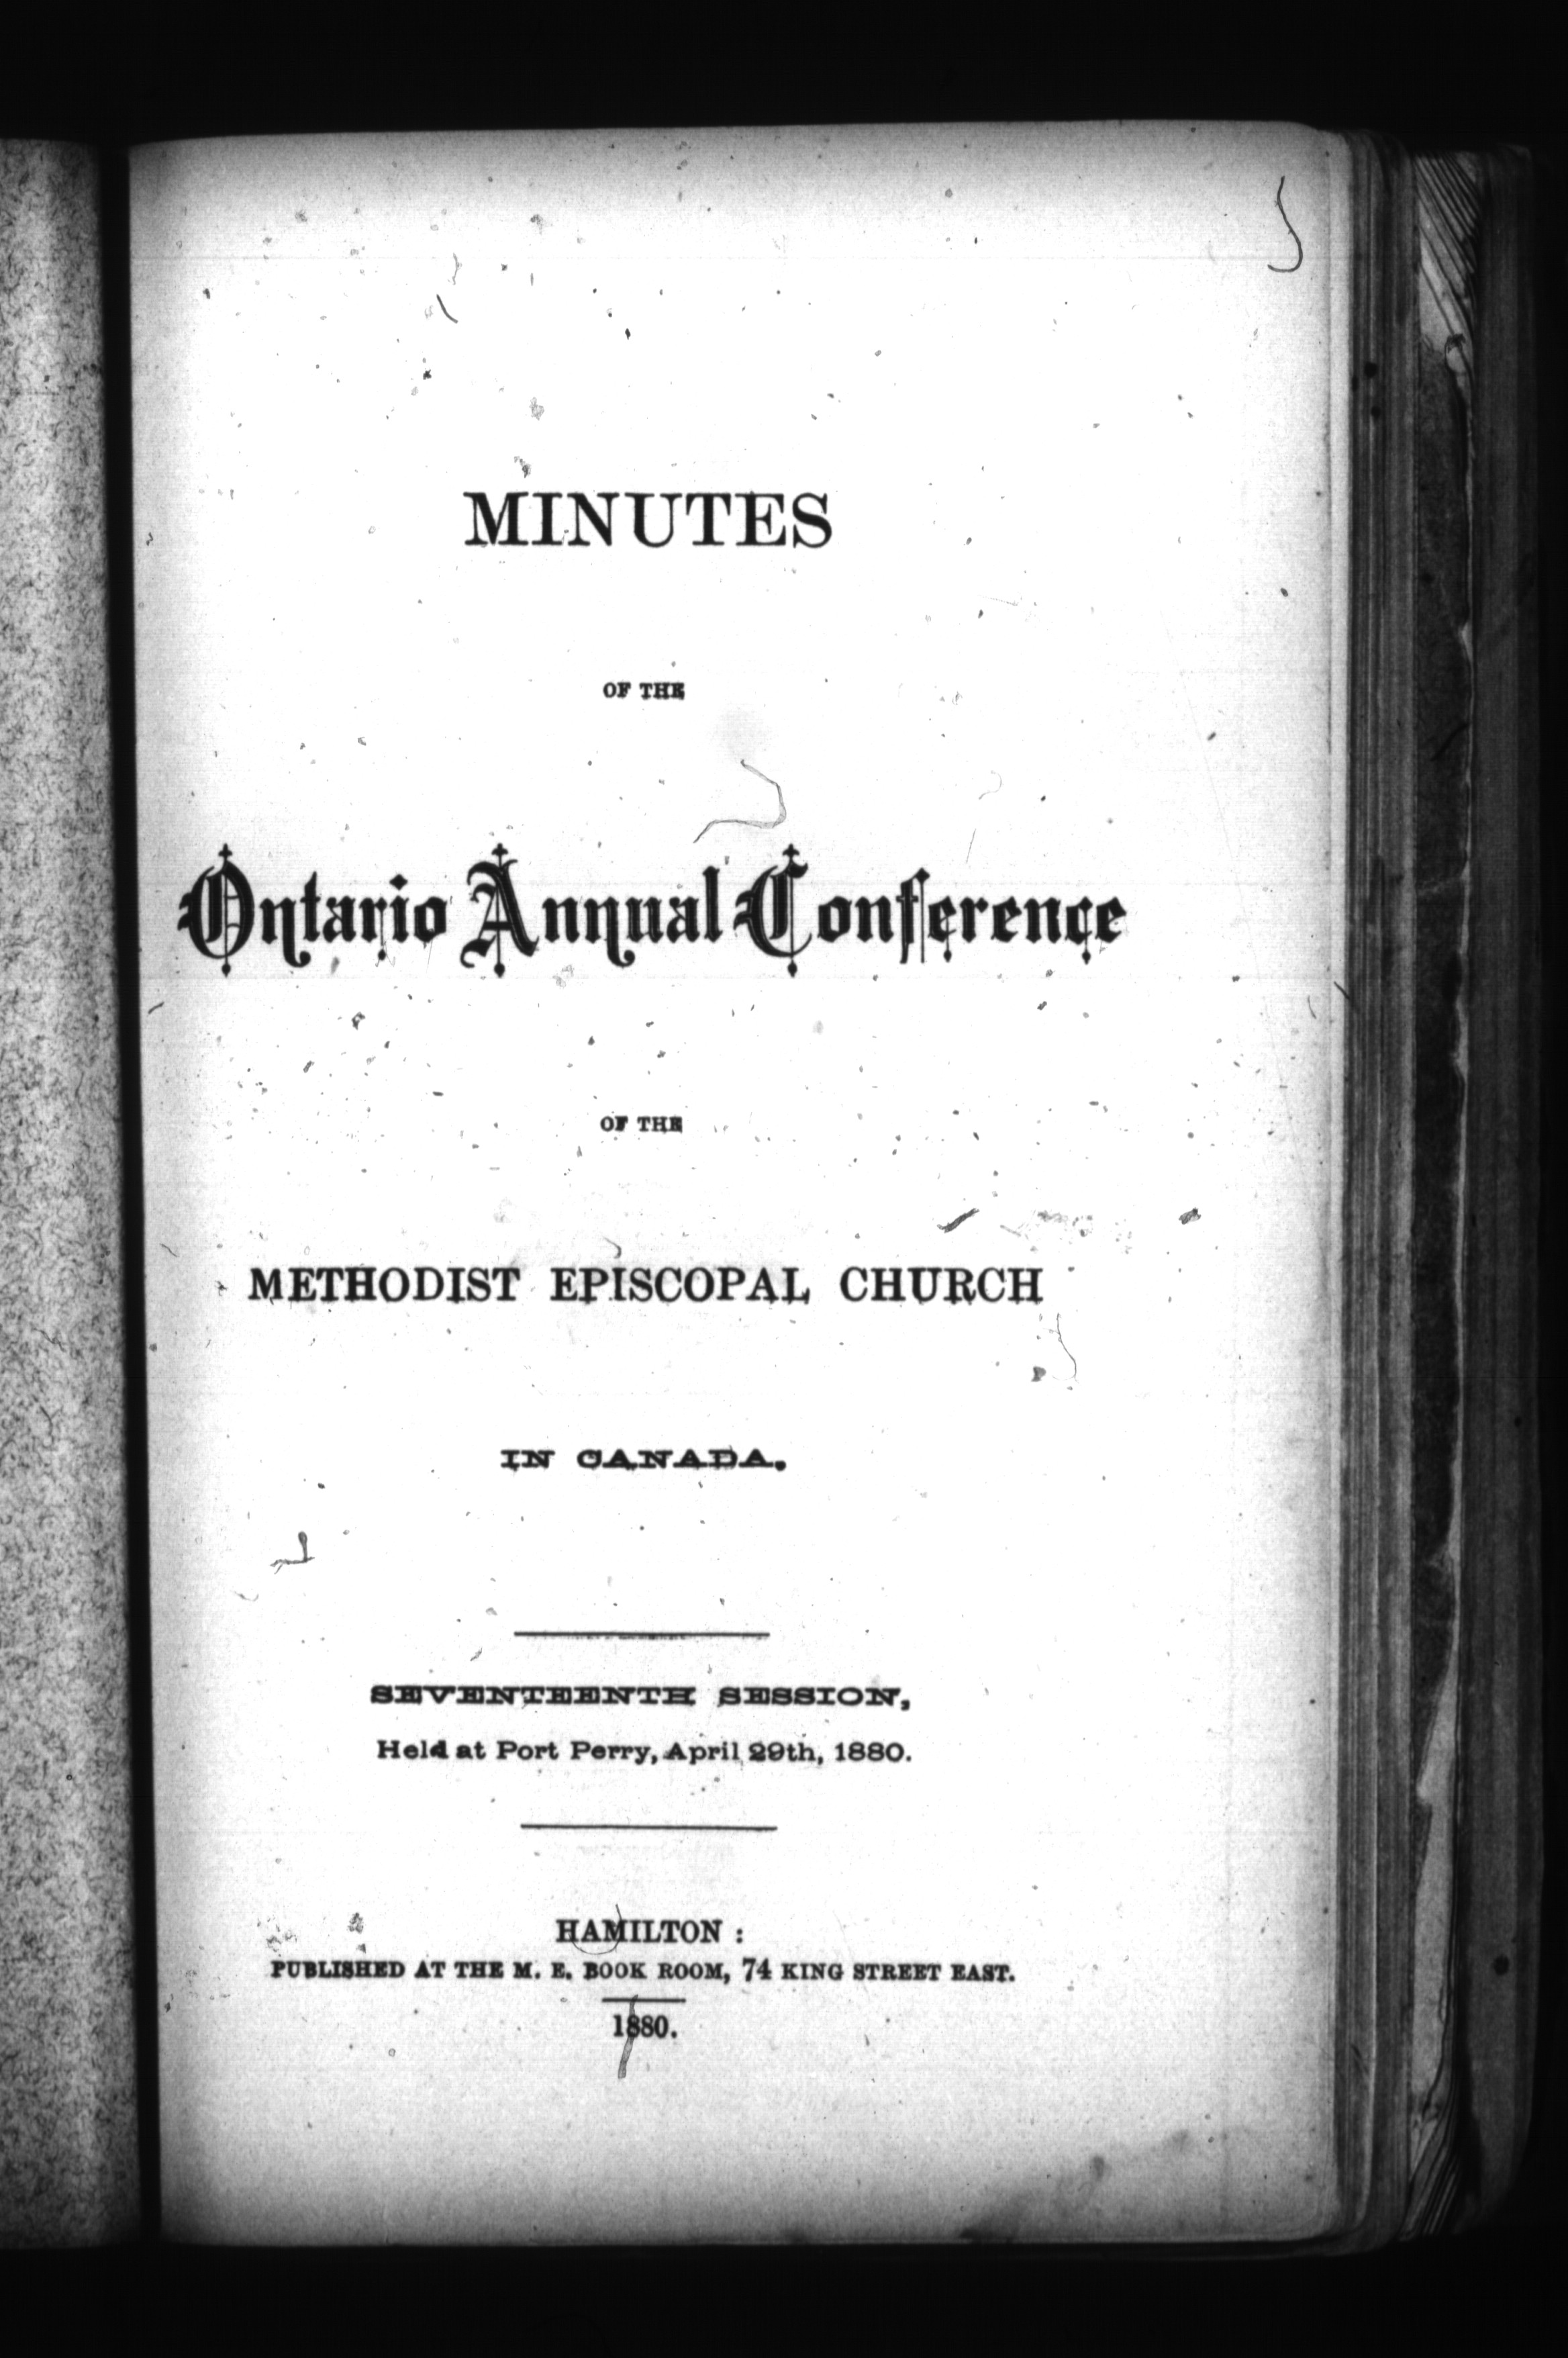 MINUTES
OF THE
Ontario Annual Conference
OF THE
METHODIST EPISCOPAL CHURCH
IN CANADA.
SEVENTEENTH SESSION,
Held at Port Perry, April 29th, 1880.
HAMILTON :
PUBLISHED AT THE M. E. BOOK ROOM, 74 KING STREET EAST.
1880.